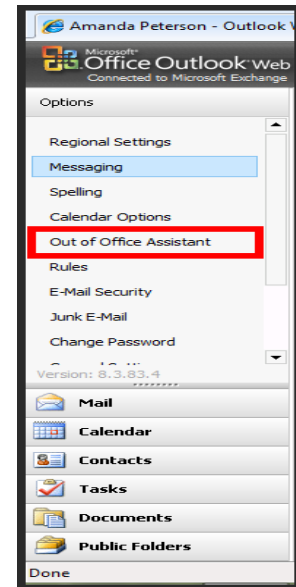 Amanda Peterson - Outlook
Microsoft
Office Outlook Web
Connected to Microsoft Exchange
Options
Regional Settings
Messaging
Spelling
Calendar Options
Out of Office Assistant
Rules
E-Mail Security
Junk E-Mail
Change Password
Version: 8.3.83.4
Mail
Calendar
Contacts
Tasks
Documents
Public Folders
Done